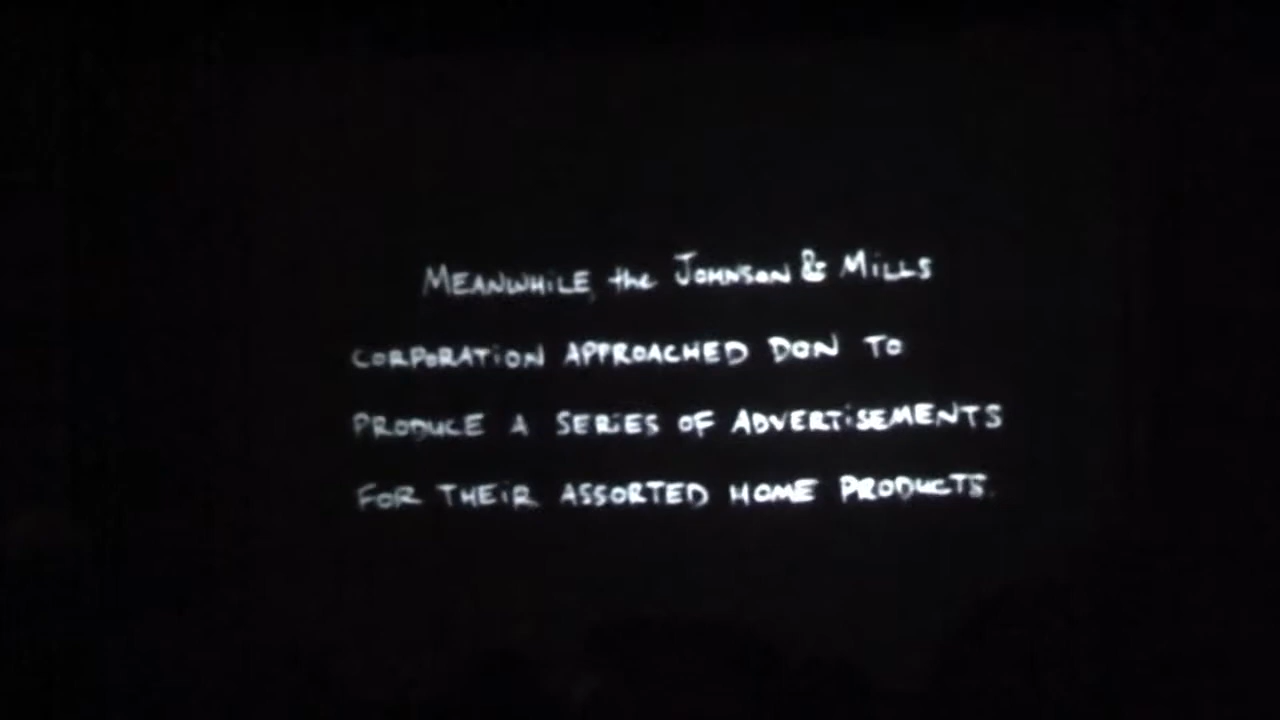 MEANWHILE, the JOHNSON & MILLS
CORPORATION APPROACHED DON TO
PRODUCE A SERIES OF ADVERTISEMENTS
FOR THEIR ASSORTED HOME PRODUCTS.